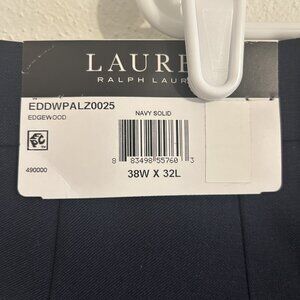 LAURE
RALPH LAUR
EDDWPALZ0025
EDGEWOOD
NAVY SOLID
8 83498 55760 3
490000
38W X 32L